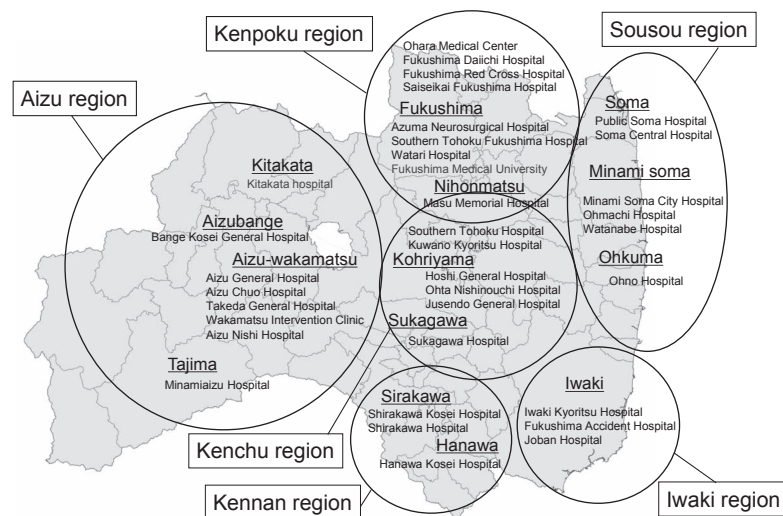 Kenpoku region
Sousou region
Aizu region
Ohara Medical Center
Fukushima Daiichi Hospital
Fukushima Red Cross Hospital
Saiseikai Fukushima Hospital
Fukushima
Azuma Neurosurgical Hospital
Southern Tohoku Fukushima Hospital
Watari Hospital
Fukushima Medical University
Nihonmatsu
Masu Memorial Hospital
Soma
Public Soma Hospital
Soma Central Hospital
Minami soma
Minami Soma City Hospital
Ohmachi Hospital
Watanabe Hospital
Ohkuma
Ohno Hospital
Kitakata
Kitakata hospital
Aizubange
Bange Kosei General Hospital
Aizu-wakamatsu
Aizu General Hospital
Aizu Chuo Hospital
Takeda General Hospital
Wakamatsu Intervention Clinic
Aizu Nishi Hospital
Tajima
Minamiaizu Hospital
Southern Tohoku Hospital
Kuwano Kyoritsu Hospital
Kohriyama
Hoshi General Hospital
Ohta Nishinouchi Hospital
Jusendo General Hospital
Sukagawa
Sukagawa Hospital
Sirakawa
Shirakawa Kosei Hospital
Shirakawa Hospital
Hanawa
Hanawa Kosei Hospital
Iwaki
Iwaki Kyoritsu Hospital
Fukushima Accident Hospital
Joban Hospital
Kenchu region
Kennan region
Iwaki region